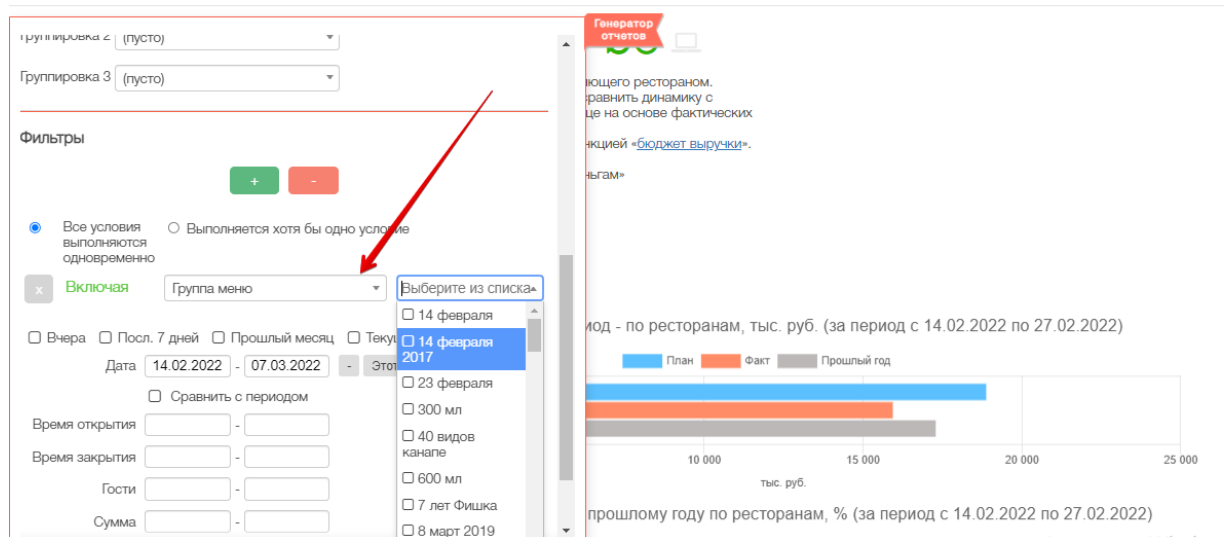 Генератор
отчетов
Группировка 2 (пусто)
Группировка 3 (пусто)
Фильтры
+ -
Все условия
выполняются
одновременно
Выполняется хотя бы одно условие
x Включая Группа меню Выберите из списка
14 февраля
14 февраля
2017
23 февраля
300 мл
40 видов
канапе
600 мл
7 лет Фишка
8 март 2019
Вчера Посл. 7 дней Прошлый месяц Теку
Дата 14.02.2022 - 07.03.2022 - Этот
Сравнить с периодом
Время открытия -
Время закрытия -
Гости -
Сумма -
ющего рестораном.
сравнить динамику с
це на основе фактических
нкцией «бюджет выручки».
ньгам»
иод - по ресторанам, тыс. руб. (за период с 14.02.2022 по 27.02.2022)
План Факт Прошлый год
10 000 15 000 20 000 25 000
тыс. руб.
прошлому году по ресторанам, % (за период с 14.02.2022 по 27.02.2022)